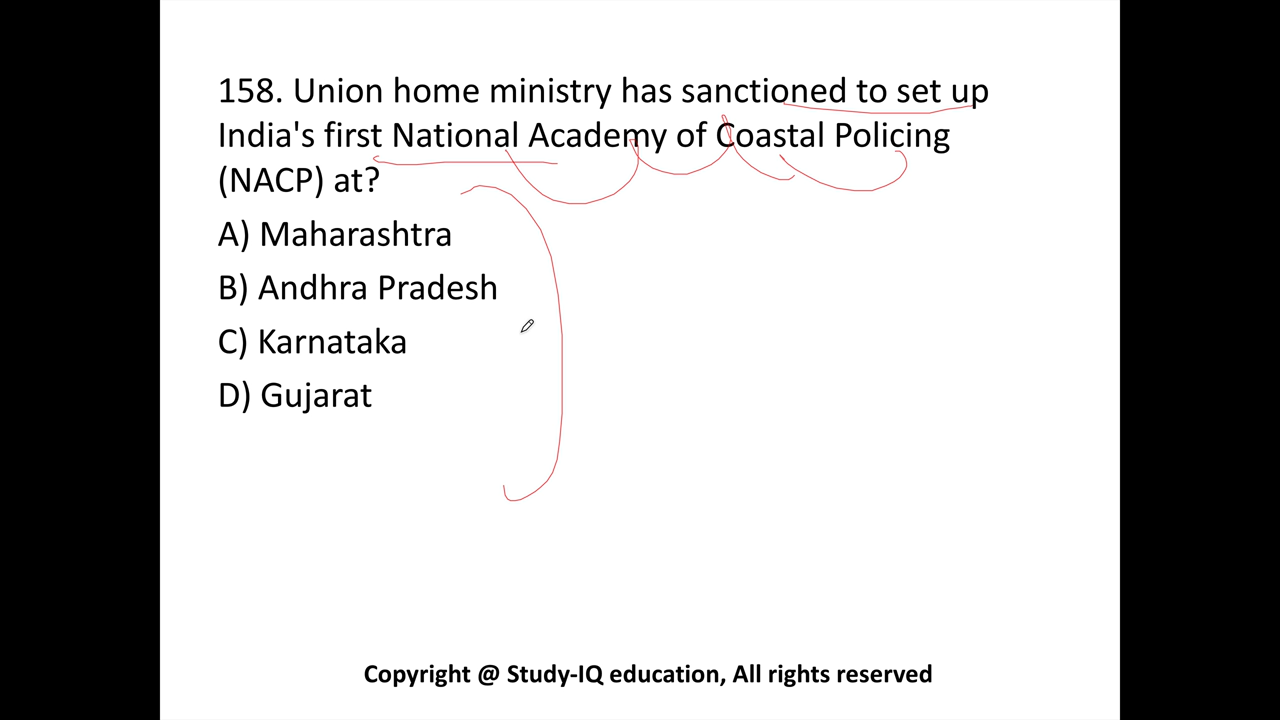 158. Union home ministry has sanctioned to set up
India's first National Academy of Coastal Policing
(NACP) at?
A) Maharashtra
B) Andhra Pradesh
C) Karnataka
D) Gujarat
Copyright @ Study-IQ education, All rights reserved